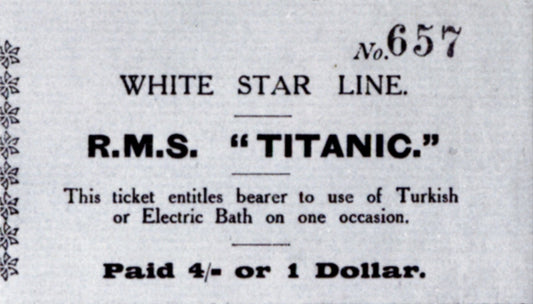 No. 657
WHITE STAR LINE.
R.M.S. “TITANIC.”
This ticket entitles bearer to use of Turkish
or Electric Bath on one occasion.
Paid 4/- or 1 Dollar.